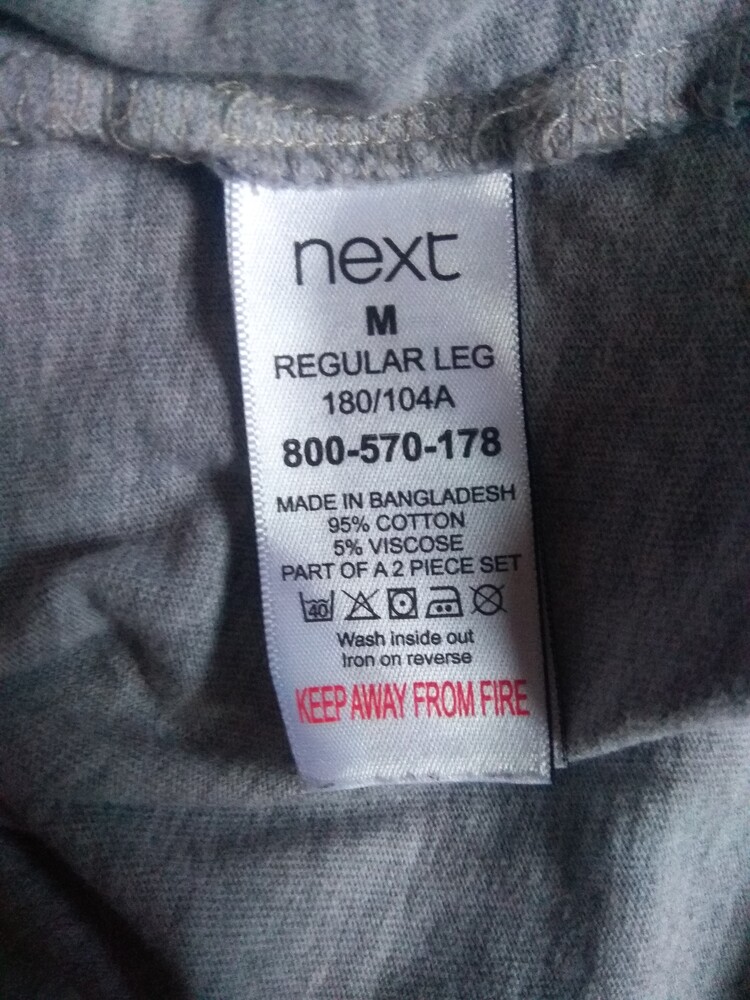 next
M
REGULAR LEG
180/104A
800-570-178
MADE IN BANGLADESH
95% COTTON
5% VISCOSE
PART OF A 2 PIECE SET
40
Wash inside out
Iron on reverse
KEEP AWAY FROM FIRE